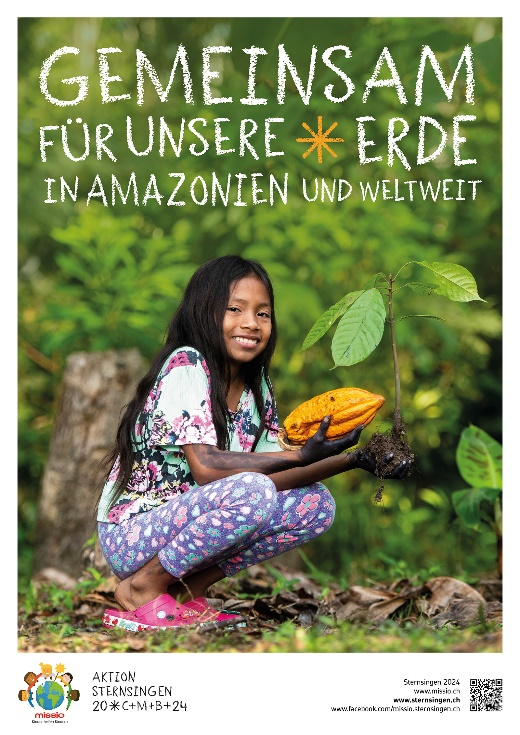 GEMEINSAM
FÜR UNSERE ERDE
IN AMAZONIEN UND WELTWEIT
missio
AKTION
STERNSINGEN
20*C+M+B+24
Sternsingen 2024
www.missio.ch
www.sternsingen.ch
www.facebook.com/missio.sternsingen.ch